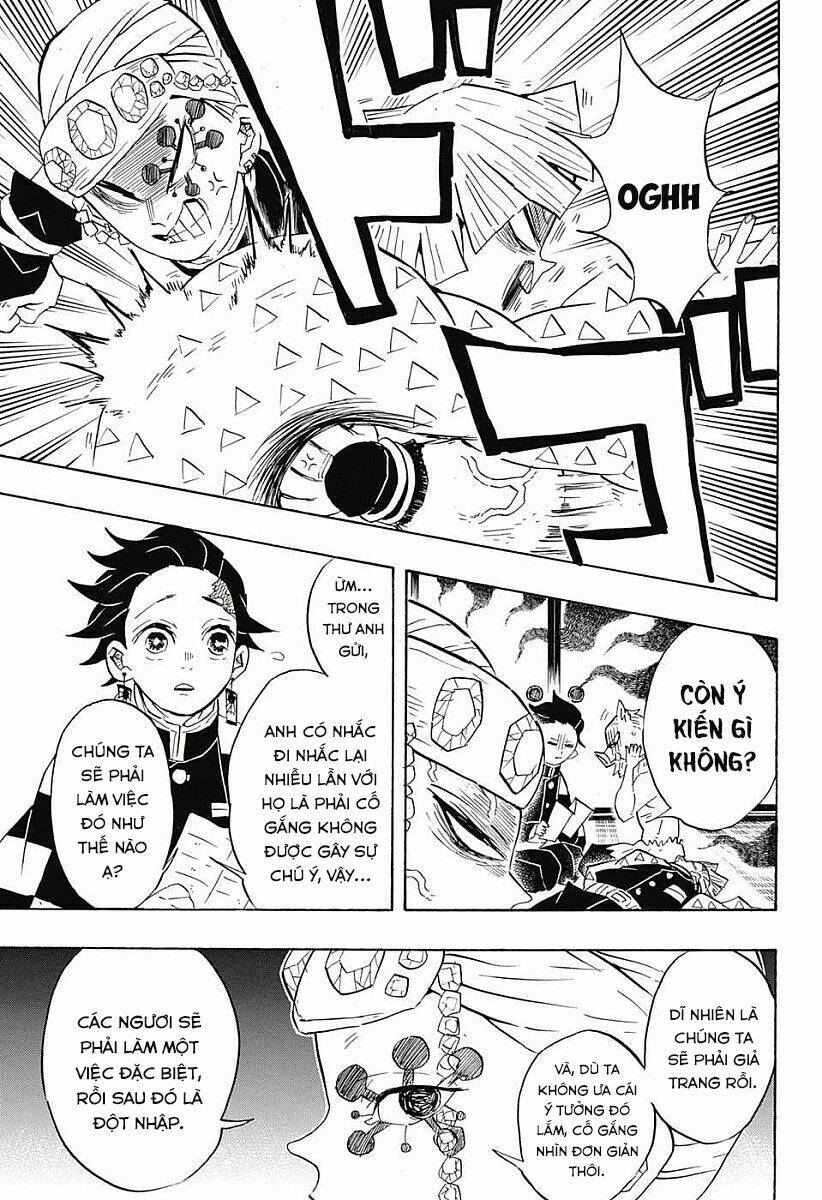 OGHH
ドゴ
CÒN Ý
KIẾN GÌ
KHÔNG?
ỪM...
TRONG
THƯ ANH
GỬI,
ANH CÓ NHẮC
ĐI NHẮC LẠI
NHIỀU LẦN VỚI
HỌ LÀ PHẢI CỐ
GẮNG KHÔNG
ĐƯỢC GÂY SỰ
CHÚ Ý, VẬY...
CHÚNG TA
SẼ PHẢI
LÀM VIỆC
ĐÓ NHƯ
THẾ NÀO
Ạ?
DĨ NHIÊN LÀ
CHÚNG TA
SẼ PHẢI GIẢ
TRANG RỒI.
VÀ, DÙ TA
KHÔNG ƯA CÁI
Ý TƯỞNG ĐÓ
LẮM, CỐ GẮNG
NHÌN ĐƠN GIẢN
THÔI.
CÁC NGƯƠI SẼ
PHẢI LÀM MỘT
VIỆC ĐẶC BIỆT,
RỒI SAU ĐÓ LÀ
ĐỘT NHẬP.